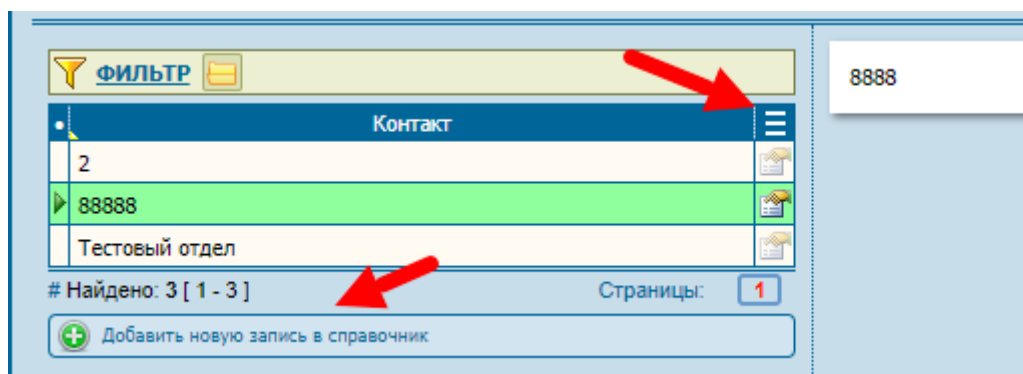 ФИЛЬТР
8888
Контакт
2
88888
Тестовый отдел
# Найдено: 3 [ 1 - 3 ] Страницы: 1
Добавить новую запись в справочник